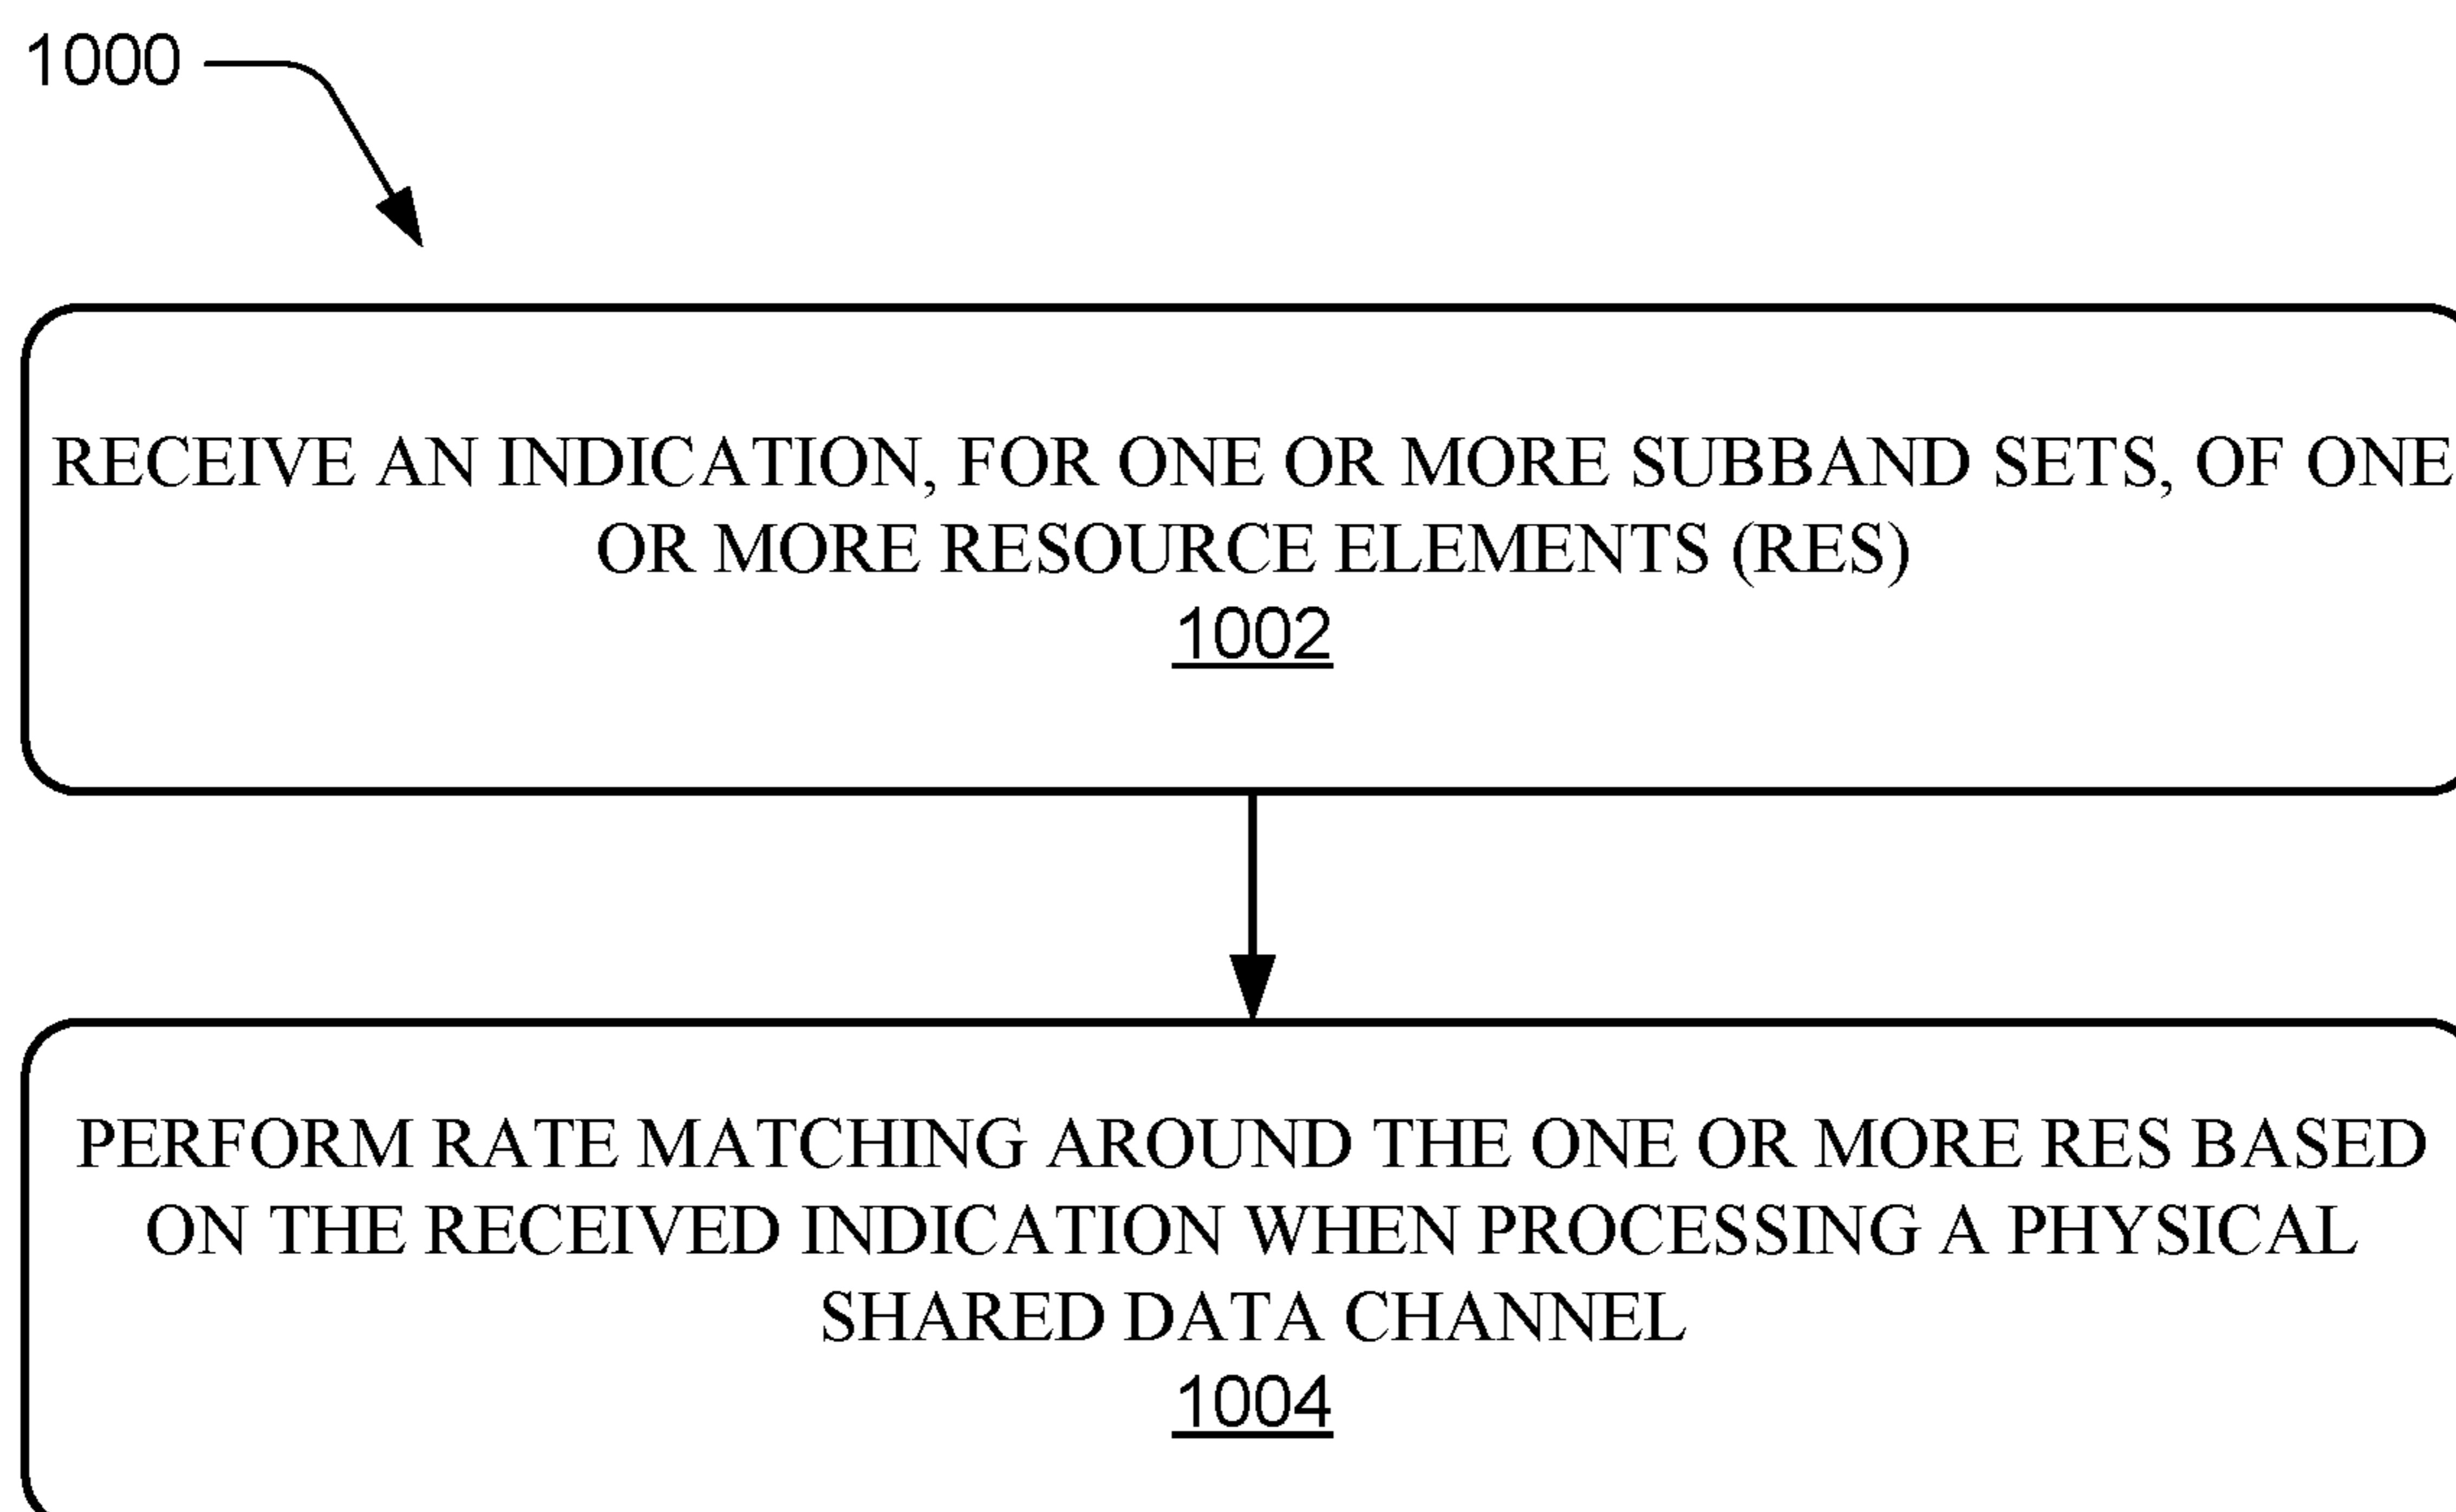 1000
RECEIVE AN INDICATION, FOR ONE OR MORE SUBBAND SETS, OF ONE
OR MORE RESOURCE ELEMENTS (RES)
1002
PERFORM RATE MATCHING AROUND THE ONE OR MORE RES BASED
ON THE RECEIVED INDICATION WHEN PROCESSING A PHYSICAL
SHARED DATA CHANNEL
1004